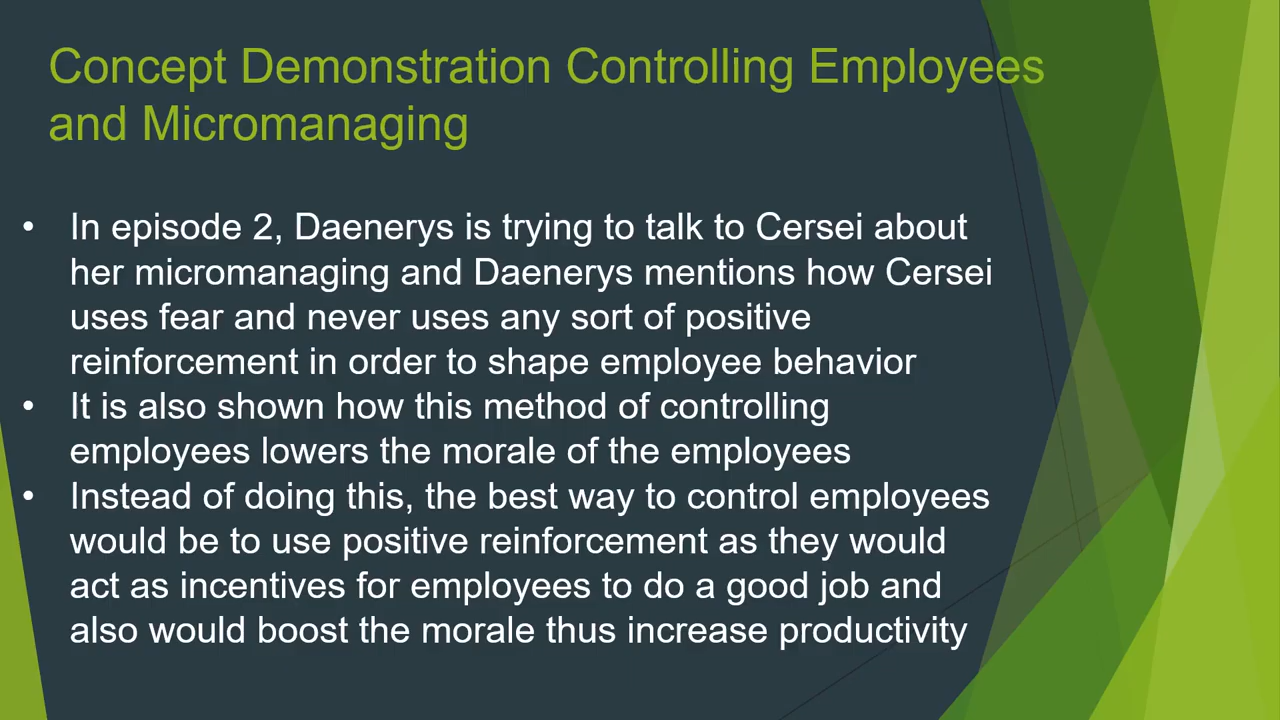 Concept Demonstration Controlling Employees
and Micromanaging
• In episode 2, Daenerys is trying to talk to Cersei about
her micromanaging and Daenerys mentions how Cersei
uses fear and never uses any sort of positive
reinforcement in order to shape employee behavior
• It is also shown how this method of controlling
employees lowers the morale of the employees
• Instead of doing this, the best way to control employees
would be to use positive reinforcement as they would
act as incentives for employees to do a good job and
also would boost the morale thus increase productivity